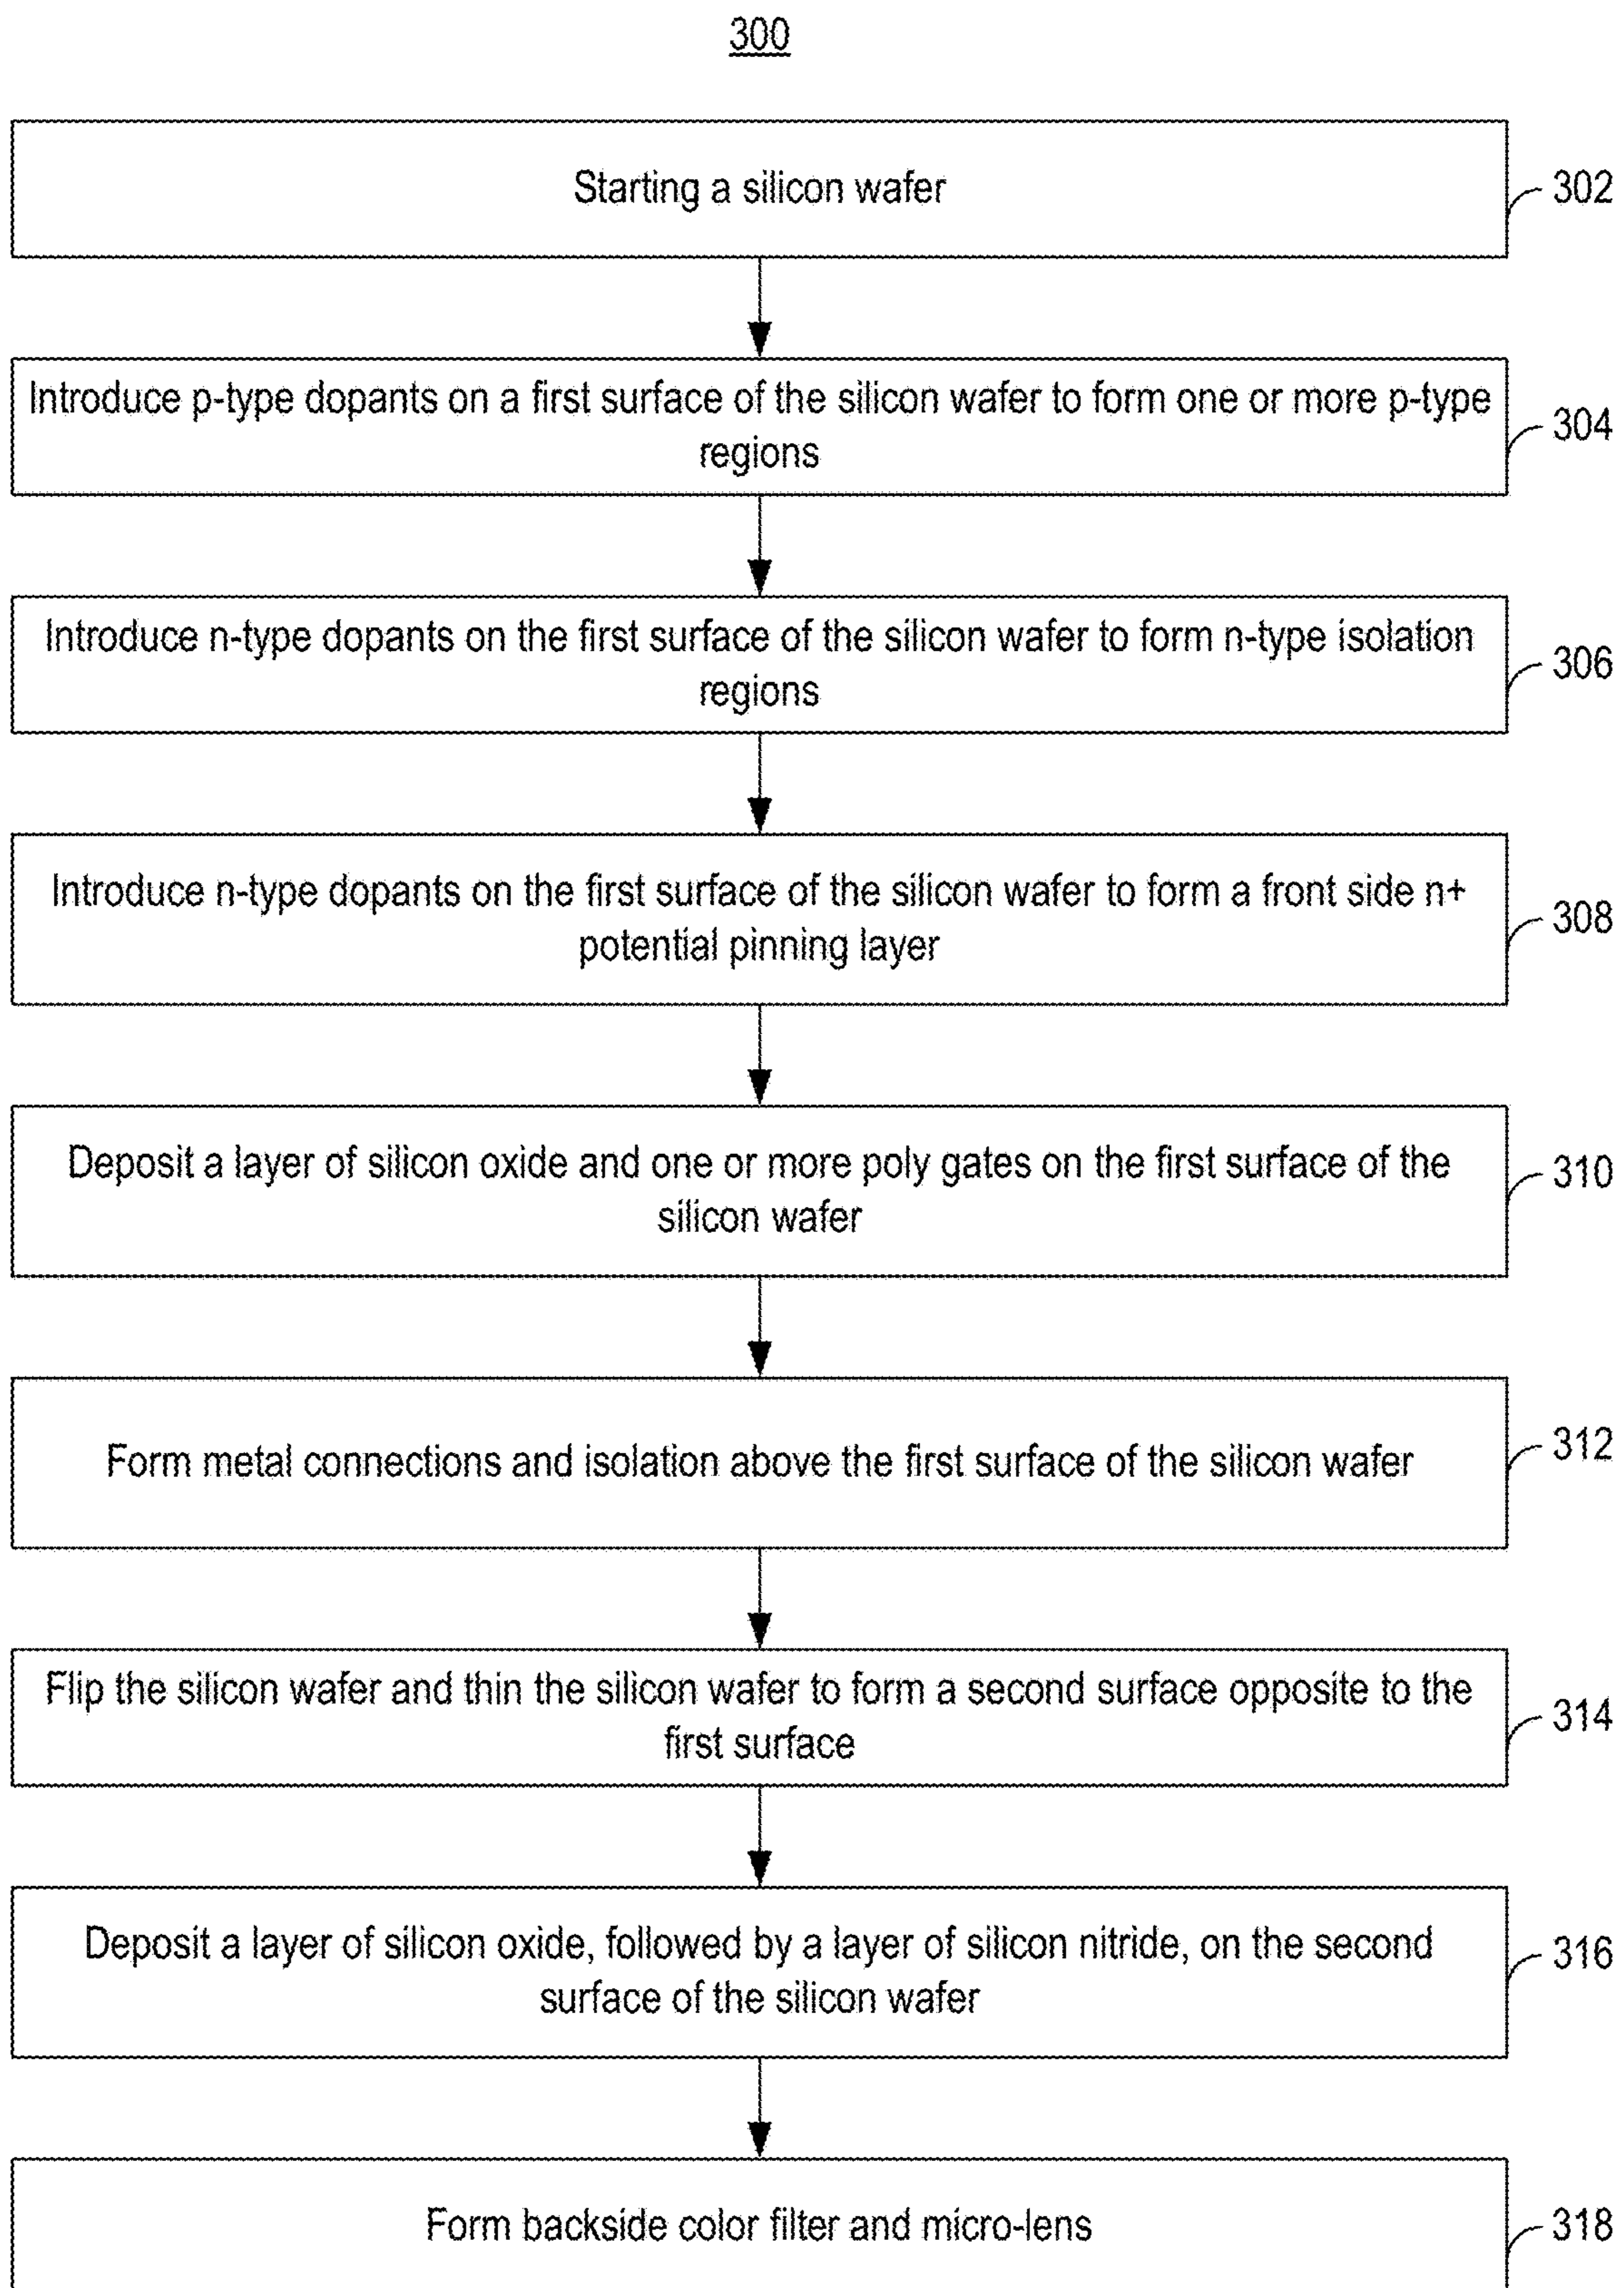 300
Starting a silicon wafer
302
Introduce p-type dopants on a first surface of the silicon wafer to form one or more p-type
regions
304
Introduce n-type dopants on the first surface of the silicon wafer to form n-type isolation
regions
306
Introduce n-type dopants on the first surface of the silicon wafer to form a front side n+
potential pinning layer
308
Deposit a layer of silicon oxide and one or more poly gates on the first surface of the
silicon wafer
310
Form metal connections and isolation above the first surface of the silicon wafer
312
Flip the silicon wafer and thin the silicon wafer to form a second surface opposite to the
first surface
314
Deposit a layer of silicon oxide, followed by a layer of silicon nitride, on the second
surface of the silicon wafer
316
Form backside color filter and micro-lens
318